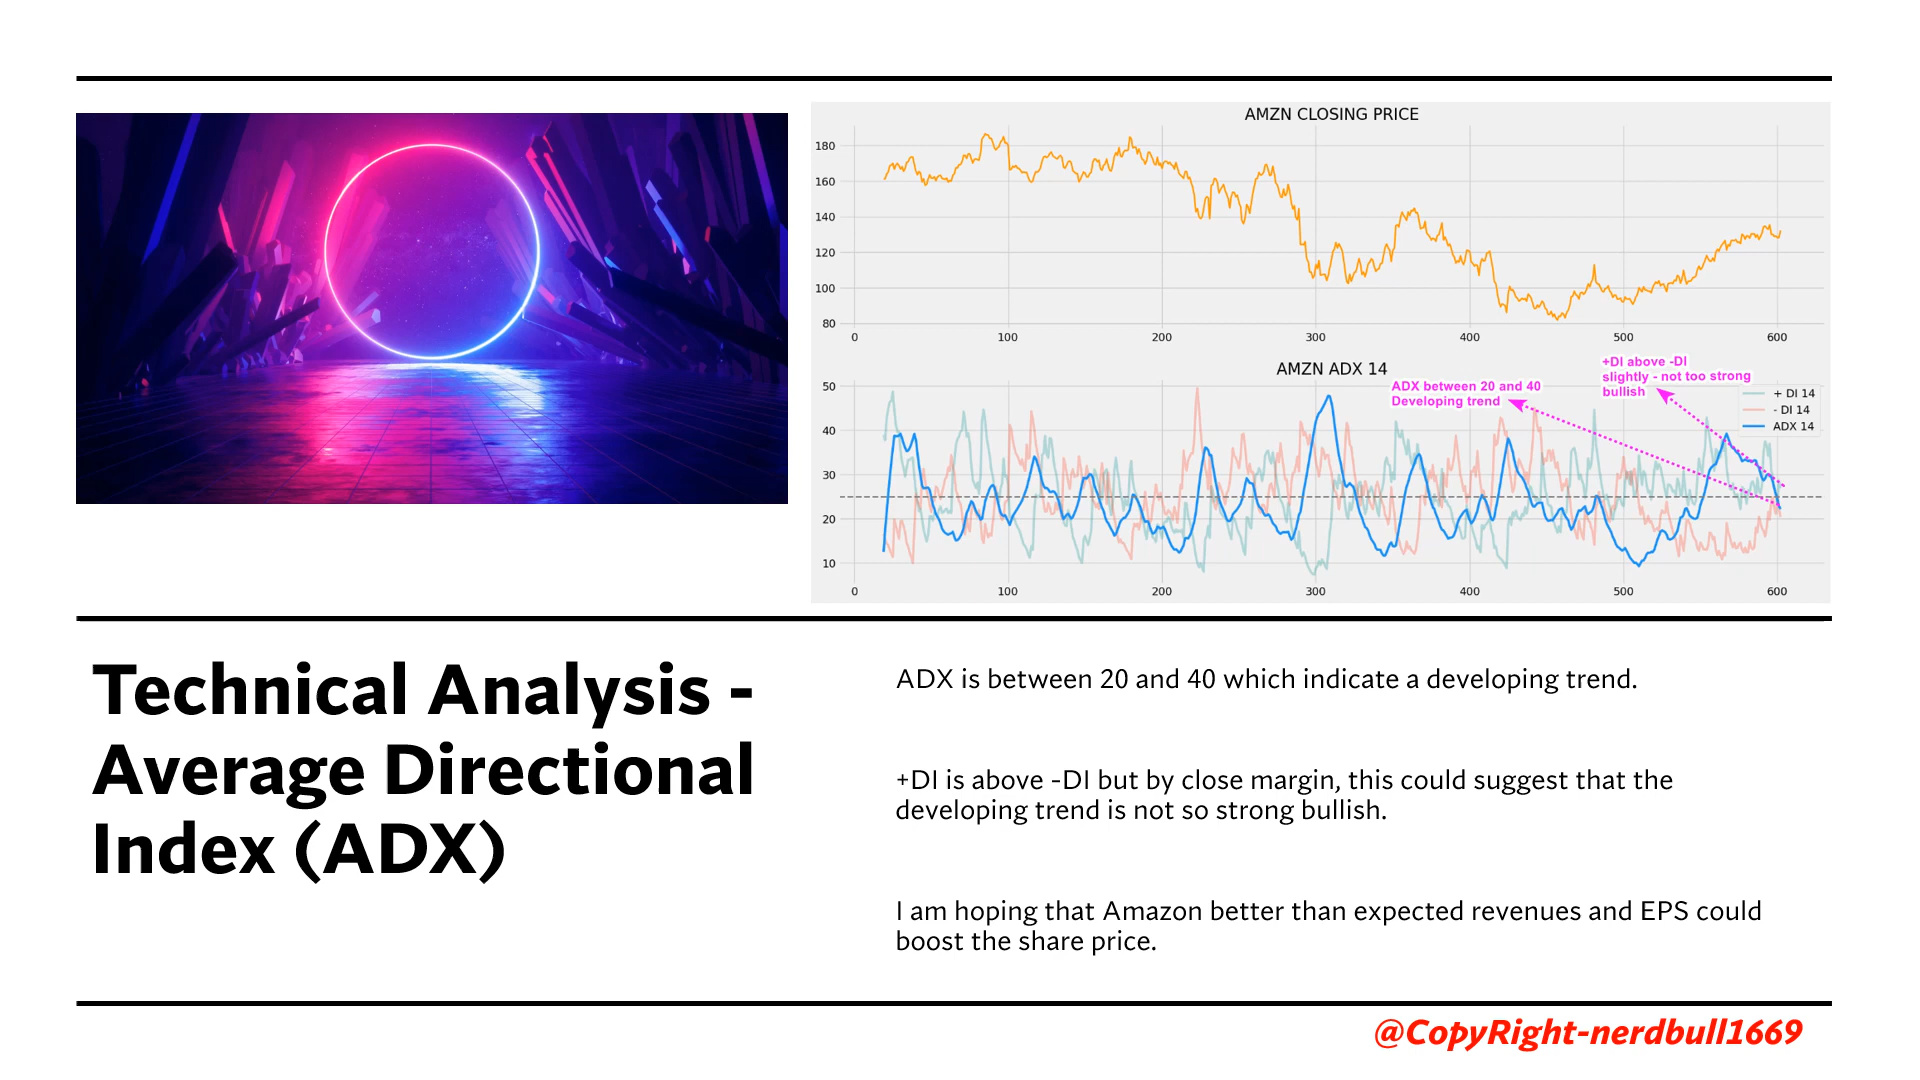 AMZN CLOSING PRICE
180
160
140
120
100
80
0
100
200
300
400
500
600
AMZN ADX 14
+DI above -DI
slightly - not too strong
bullish
ADX between 20 and 40
Developing trend
+ DI 14
- DI 14
ADX 14
50
40
30
20
10
0
100
200
300
400
500
600
Technical Analysis -
Average Directional
Index (ADX)
ADX is between 20 and 40 which indicate a developing trend.
+DI is above -DI but by close margin, this could suggest that the
developing trend is not so strong bullish.
I am hoping that Amazon better than expected revenues and EPS could
boost the share price.
@CopyRight-nerdbull1669